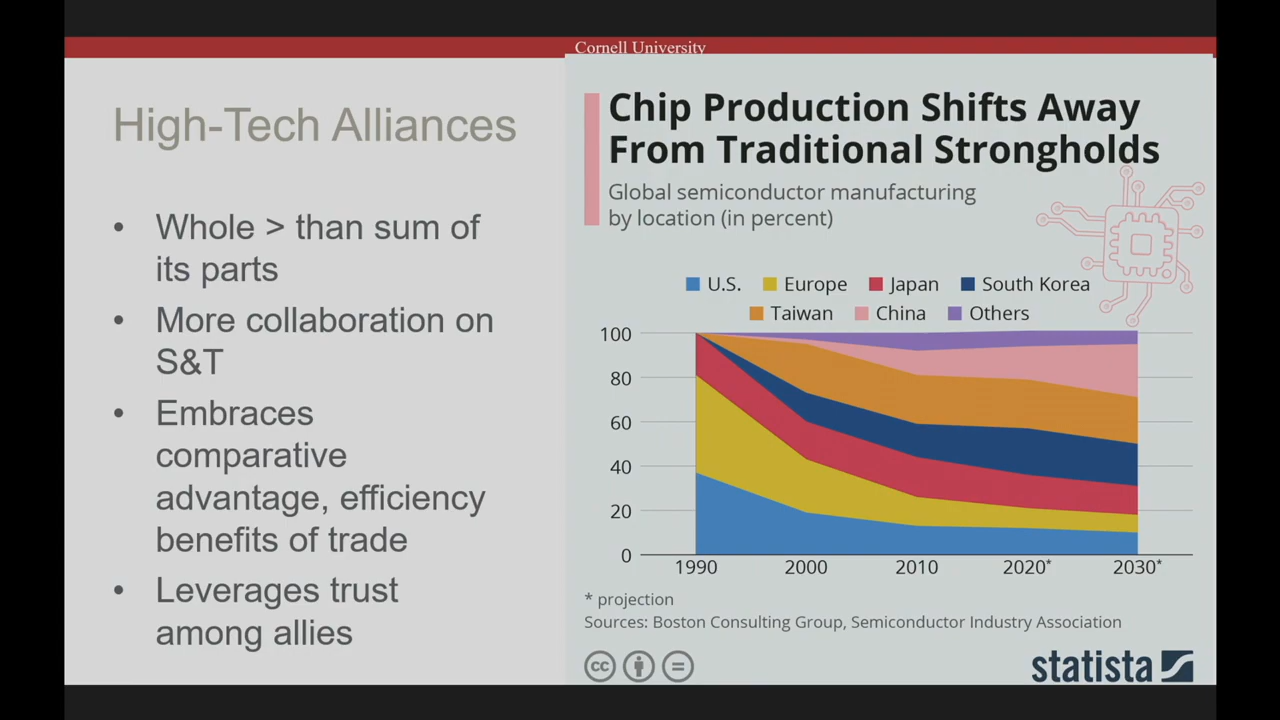 Cornell University
High-Tech Alliances
• Whole > than sum of
its parts
• More collaboration on
S&T
• Embraces
comparative
advantage, efficiency
benefits of trade
• Leverages trust
among allies
Chip Production Shifts Away
From Traditional Strongholds
Global semiconductor manufacturing
by location (in percent)
U.S. Europe Japan South Korea
Taiwan China Others
100
80
60
40
20
0
1990 2000 2010 2020* 2030*
* projection
Sources: Boston Consulting Group, Semiconductor Industry Association
cc =
statista